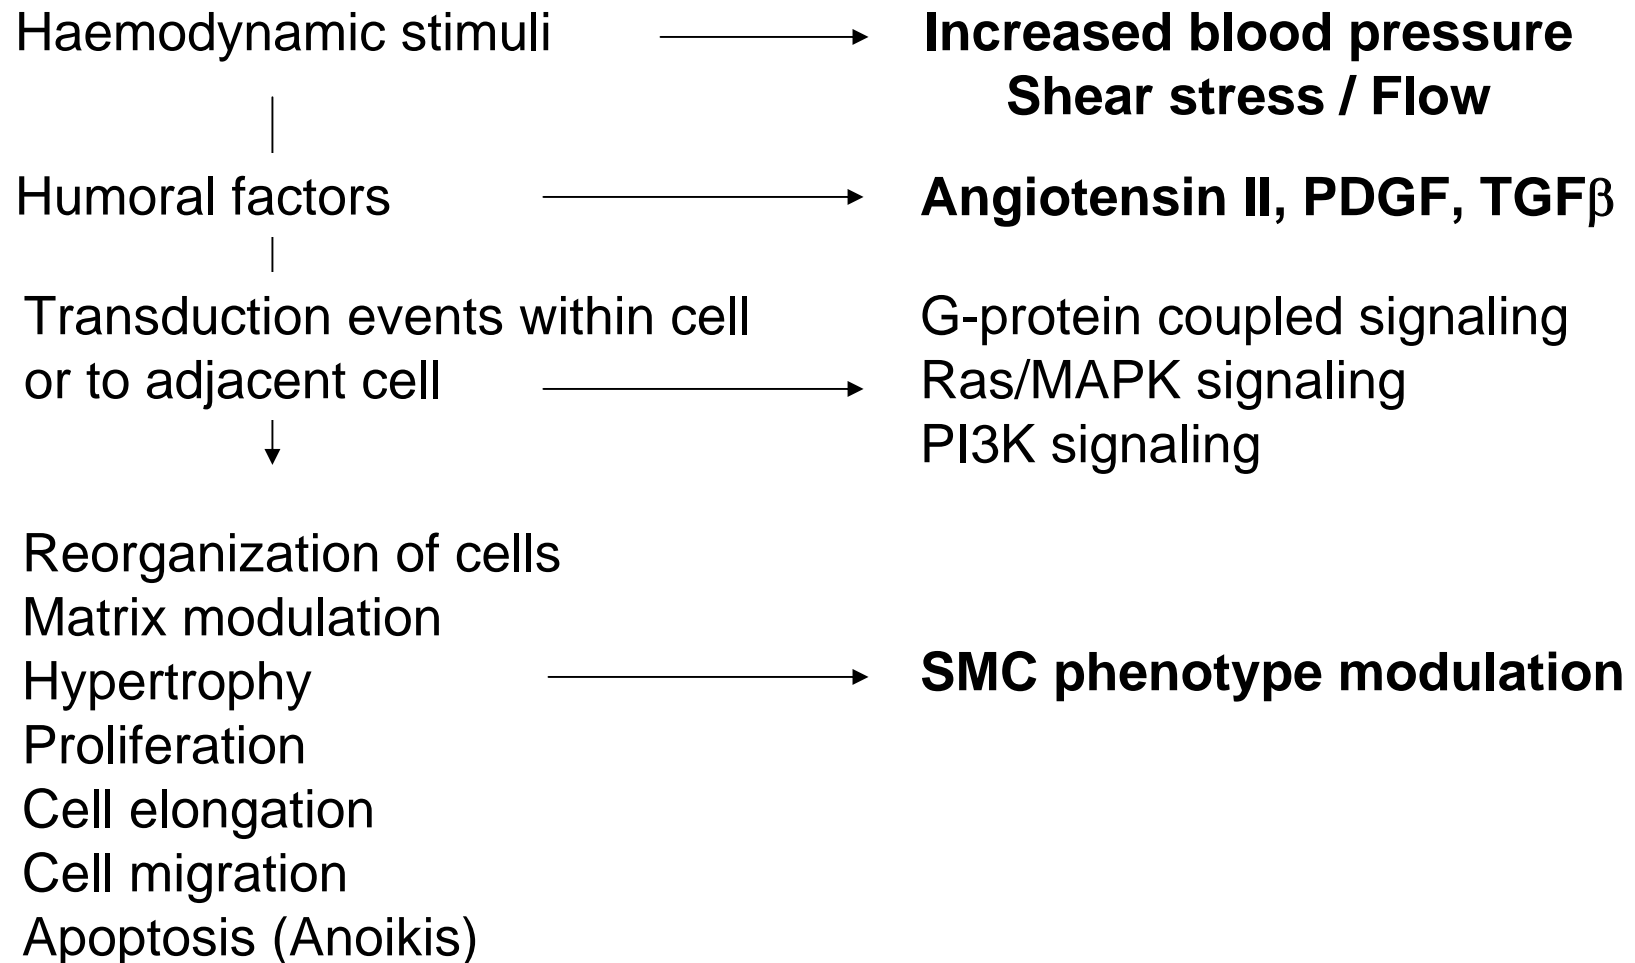 Haemodynamic stimuli
Increased blood pressure
Shear stress / Flow
Humoral factors
Angiotensin II, PDGF, TGFβ
Transduction events within cell
or to adjacent cell
G-protein coupled signaling
Ras/MAPK signaling
PI3K signaling
Reorganization of cells
Matrix modulation
Hypertrophy
Proliferation
Cell elongation
Cell migration
Apoptosis (Anoikis)
SMC phenotype modulation